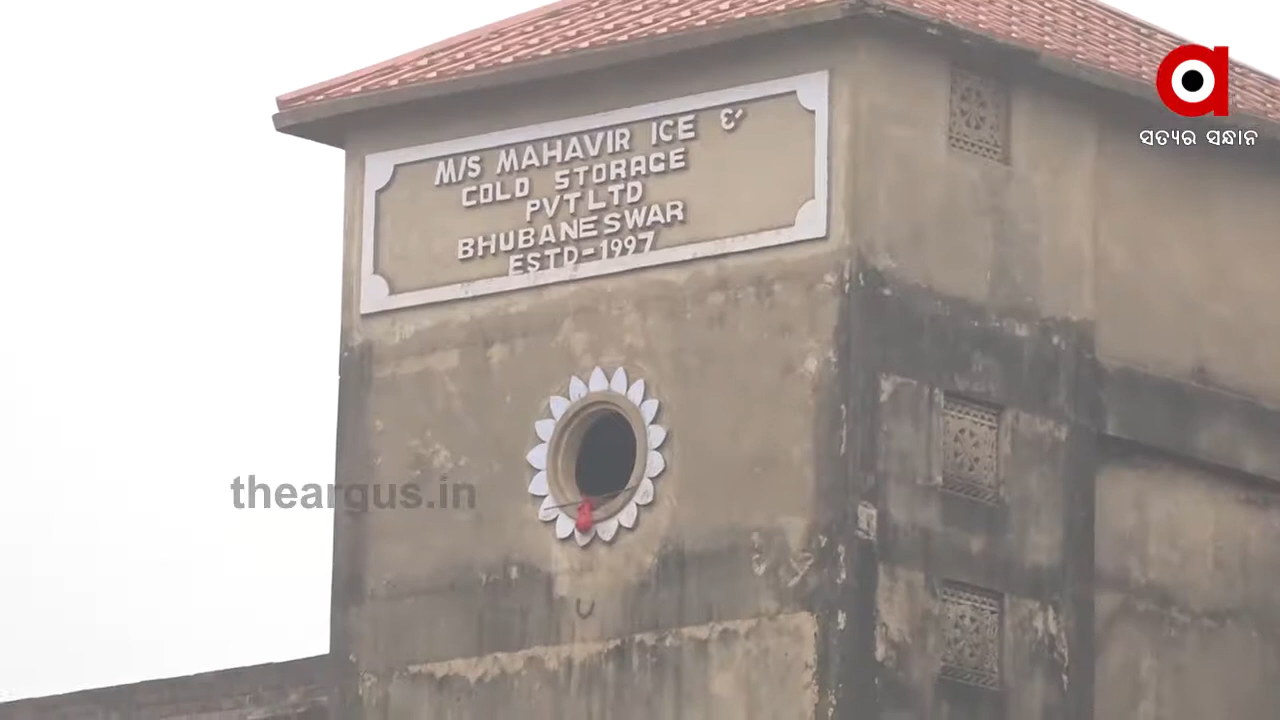 M/S MAHAVIR ICE &
COLD STORAGE
PVT LTD
BHUBANESWAR
ESTD-1997
a
ସତ୍ୟର ସନ୍ଧାନ
theargus.in